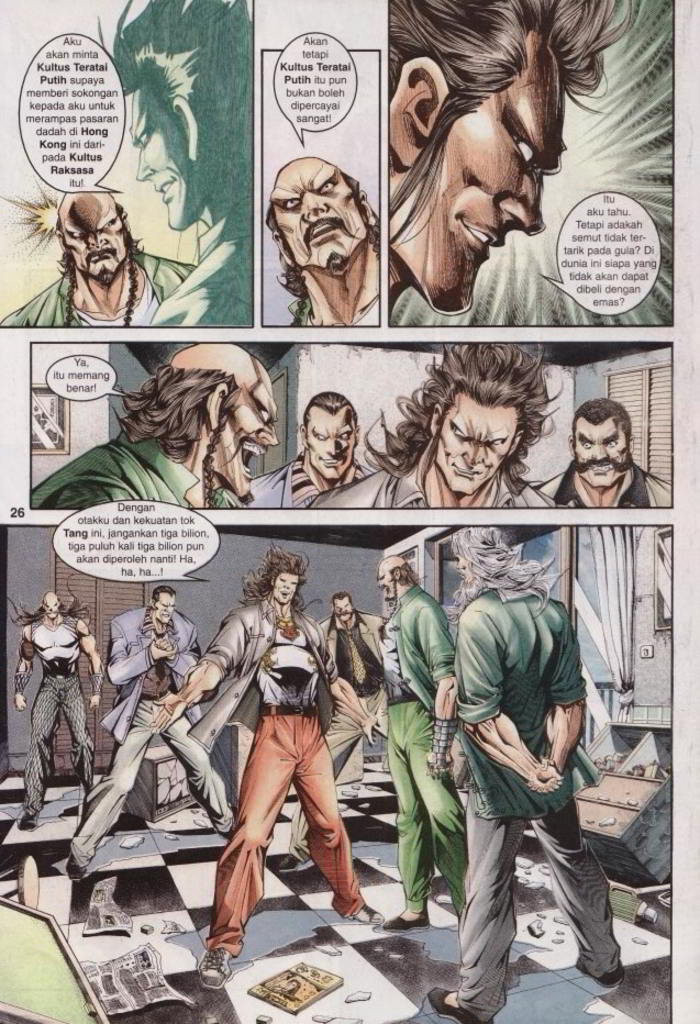 Aku
akan minta
Kultus Teratai
Putih supaya
memberi sokongan
kepada aku untuk
merampas pasaran
dadah di Hong
Kong ini dari-
pada Kultus
Raksasa
itu!
Akan
tetapi
Kultus Teratai
Putih itu pun
bukan boleh
dipercayai
sangat!
Itu
aku tahu.
Tetapi adakah
semut tidak ter-
tarik pada gula? Di
dunia ini siapa yang
tidak akan dapat
dibeli dengan
emas?
Ya,
itu memang
benar!
26
Dengan
otakku dan kekuatan tok
Tang ini, jangankan tiga bilion,
tiga puluh kali tiga bilion pun
akan diperoleh nanti! Ha,
ha, ha...!